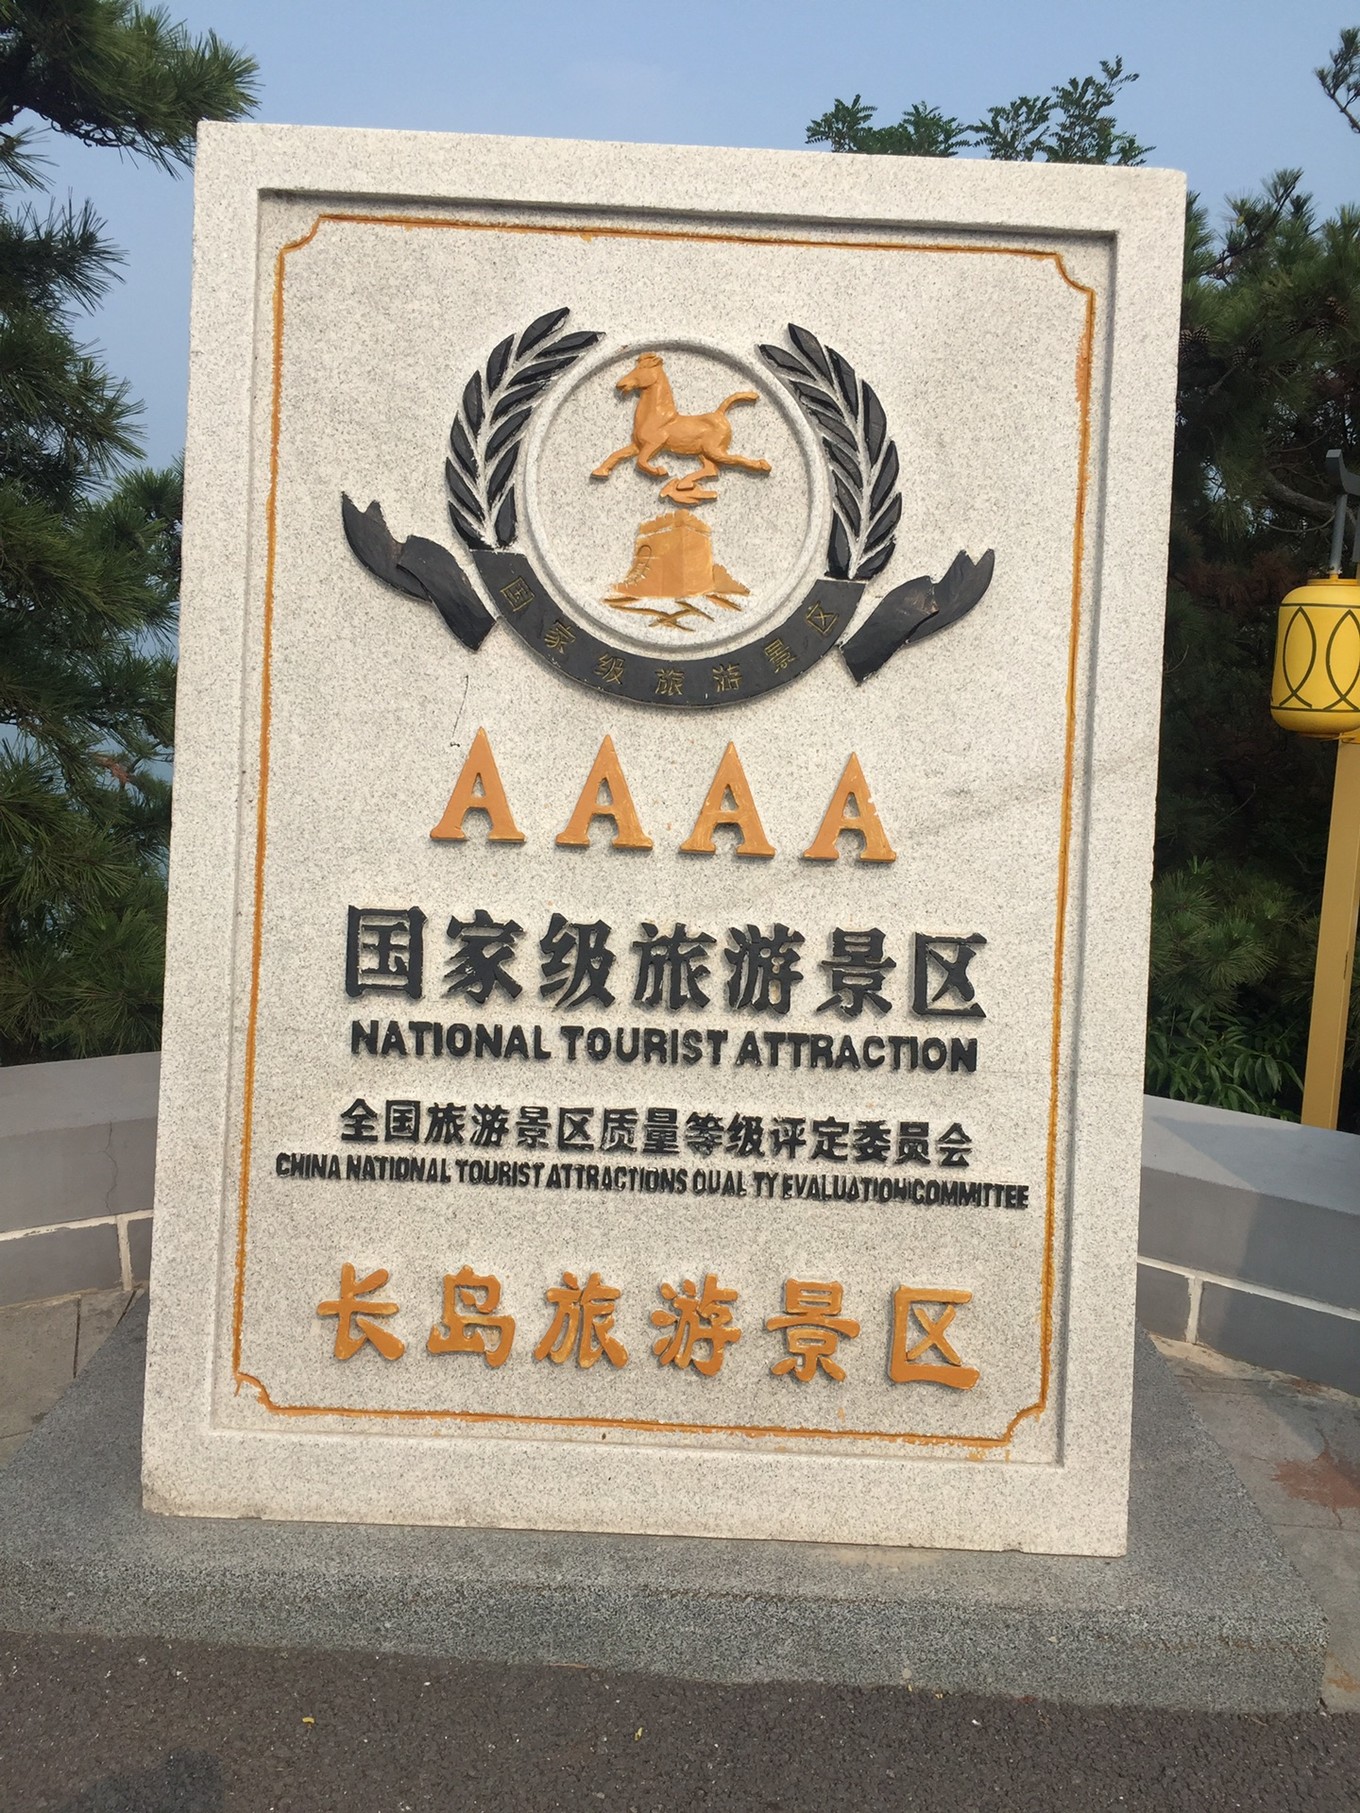 国家级旅游景区
AAAA
国家级旅游景区
NATIONAL TOURIST ATTRACTION
全国旅游景区质量等级评定委员会
CHINA NATIONAL TOURIST ATTRACTIONS QUAL TY EVALUATION COMMITTEE
长岛旅游景区